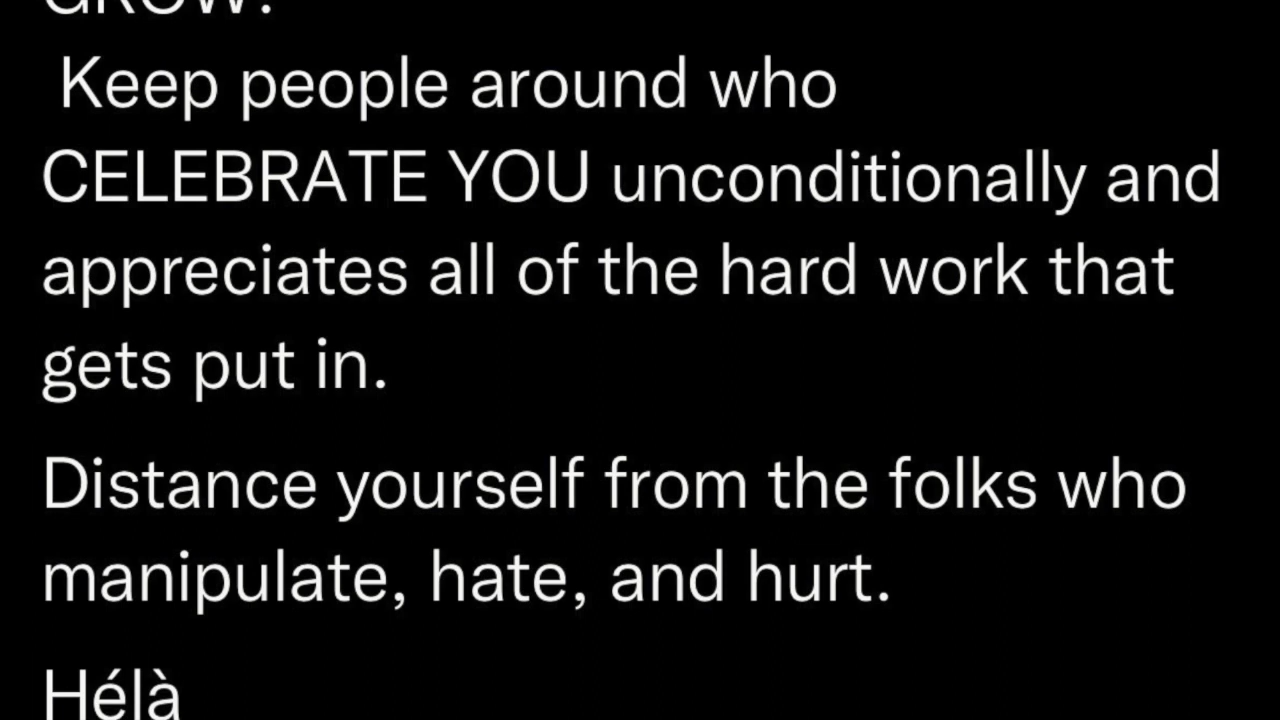 GROW!
Keep people around who
CELEBRATE YOU unconditionally and
appreciates all of the hard work that
gets put in.
Distance yourself from the folks who
manipulate, hate, and hurt.
Hélà